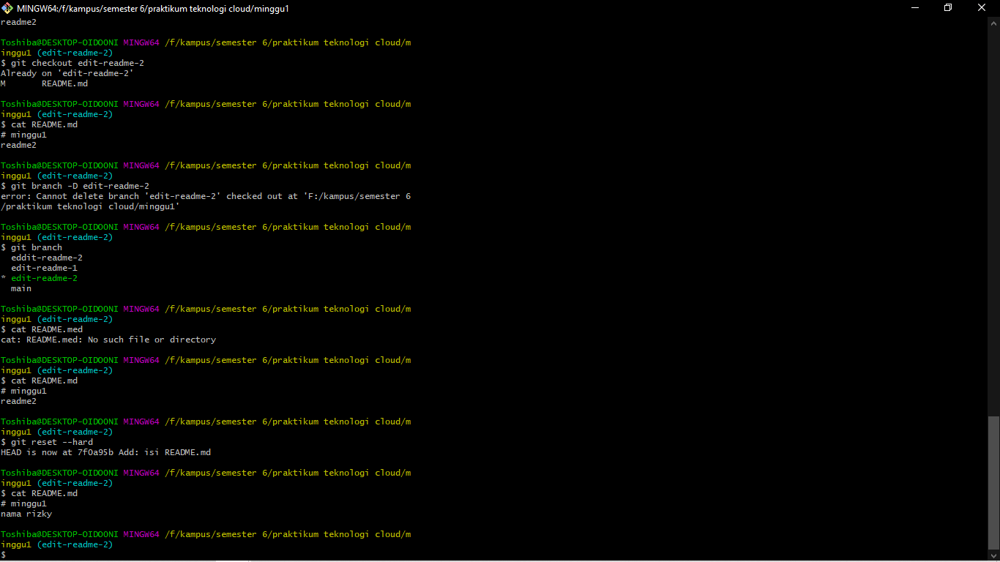 MINGW64:/f/kampus/semester 6/praktikum teknologi cloud/minggu1
readme2
Toshiba@DESKTOP-OIDOONI MINGW64 /f/kampus/semester 6/praktikum teknologi cloud/m
inggu1 (edit-readme-2)
$ git checkout edit-readme-2
Already on 'edit-readme-2'
M       README.md
Toshiba@DESKTOP-OIDOONI MINGW64 /f/kampus/semester 6/praktikum teknologi cloud/m
inggu1 (edit-readme-2)
$ cat README.md
# minggu1
readme2
Toshiba@DESKTOP-OIDOONI MINGW64 /f/kampus/semester 6/praktikum teknologi cloud/m
inggu1 (edit-readme-2)
$ git branch -D edit-readme-2
error: Cannot delete branch 'edit-readme-2' checked out at 'F:/kampus/semester 6
/praktikum teknologi cloud/minggu1'
Toshiba@DESKTOP-OIDOONI MINGW64 /f/kampus/semester 6/praktikum teknologi cloud/m
inggu1 (edit-readme-2)
$ git branch
  eddit-readme-2
  edit-readme-1
* edit-readme-2
  main
Toshiba@DESKTOP-OIDOONI MINGW64 /f/kampus/semester 6/praktikum teknologi cloud/m
inggu1 (edit-readme-2)
$ cat README.med
cat: README.med: No such file or directory
Toshiba@DESKTOP-OIDOONI MINGW64 /f/kampus/semester 6/praktikum teknologi cloud/m
inggu1 (edit-readme-2)
$ cat README.md
# minggu1
readme2
Toshiba@DESKTOP-OIDOONI MINGW64 /f/kampus/semester 6/praktikum teknologi cloud/m
inggu1 (edit-readme-2)
$ git reset --hard
HEAD is now at 7f0a95b Add: isi README.md
Toshiba@DESKTOP-OIDOONI MINGW64 /f/kampus/semester 6/praktikum teknologi cloud/m
inggu1 (edit-readme-2)
$ cat README.md
# minggu1
nama rizky
Toshiba@DESKTOP-OIDOONI MINGW64 /f/kampus/semester 6/praktikum teknologi cloud/m
inggu1 (edit-readme-2)
$